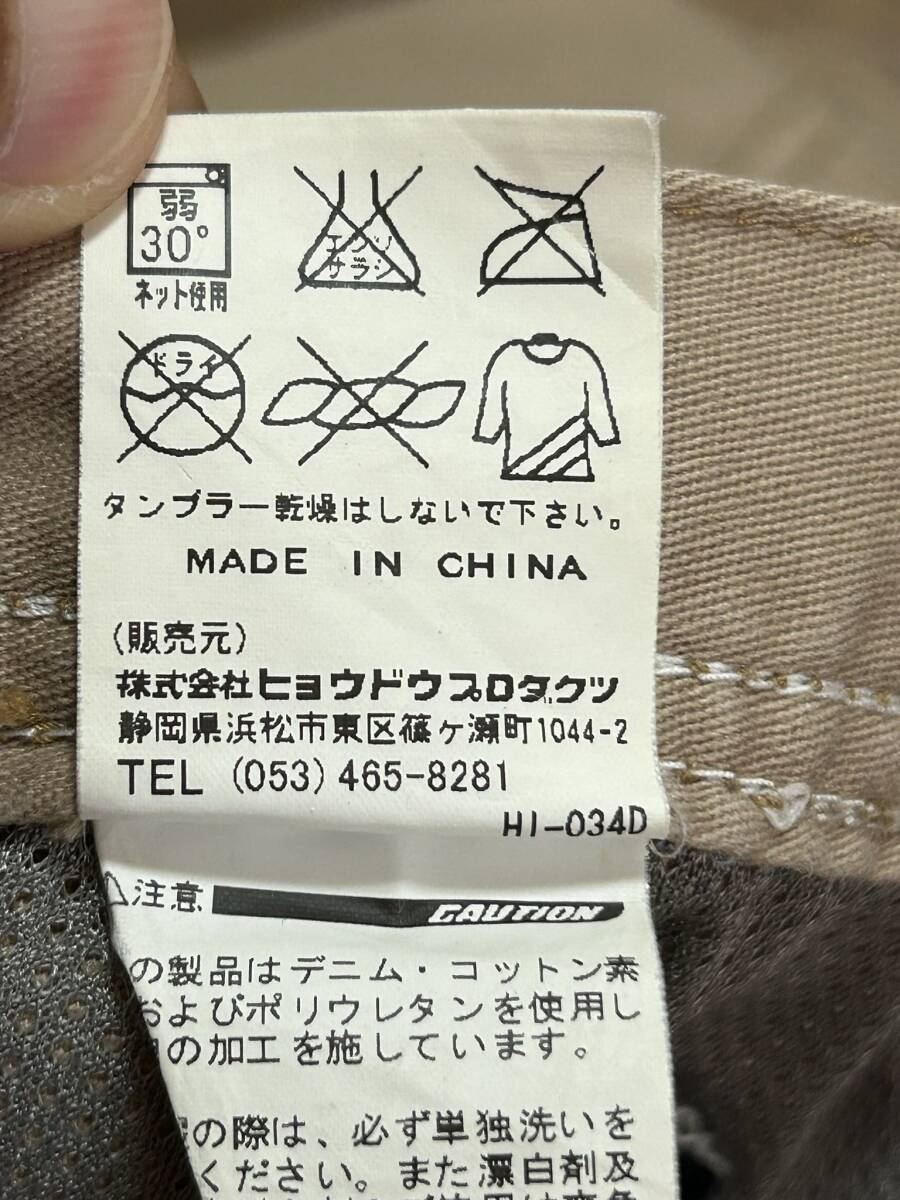 弱
30°
ネット使用
エンソ
サラシ
ドライ
タンブラー乾燥はしないで下さい。
MADE IN CHINA
(販売元)
株式会社ヒョウドウプロダクツ
静岡県浜松市東区篠ヶ瀬町1044-2
TEL (053)465-8281
HI-034D
⚠注意 CAUTION
の製品はデニム・コットン素
およびポリウレタンを使用し
の加工を施しています。
の際は、必ず単独洗いを
ください。また漂白剤及